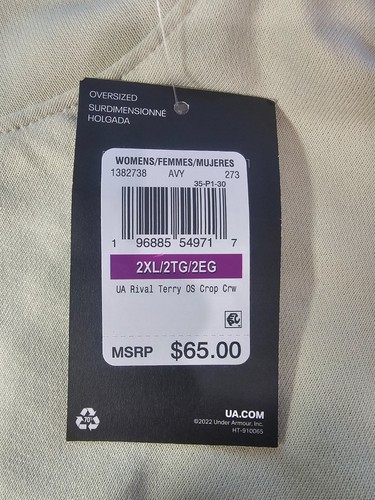 OVERSIZED
SURDIMENSIONNÉ
HOLGADA
WOMENS/FEMMES/MUJERES
1382738 AVY 273
35-P1-30
1 96885 54971 7
2XL/2TG/2EG
UA Rival Terry OS Crop Crw
MSRP $65.00
70%
UA.COM
©2022 Under Armour, Inc.
HT-910065